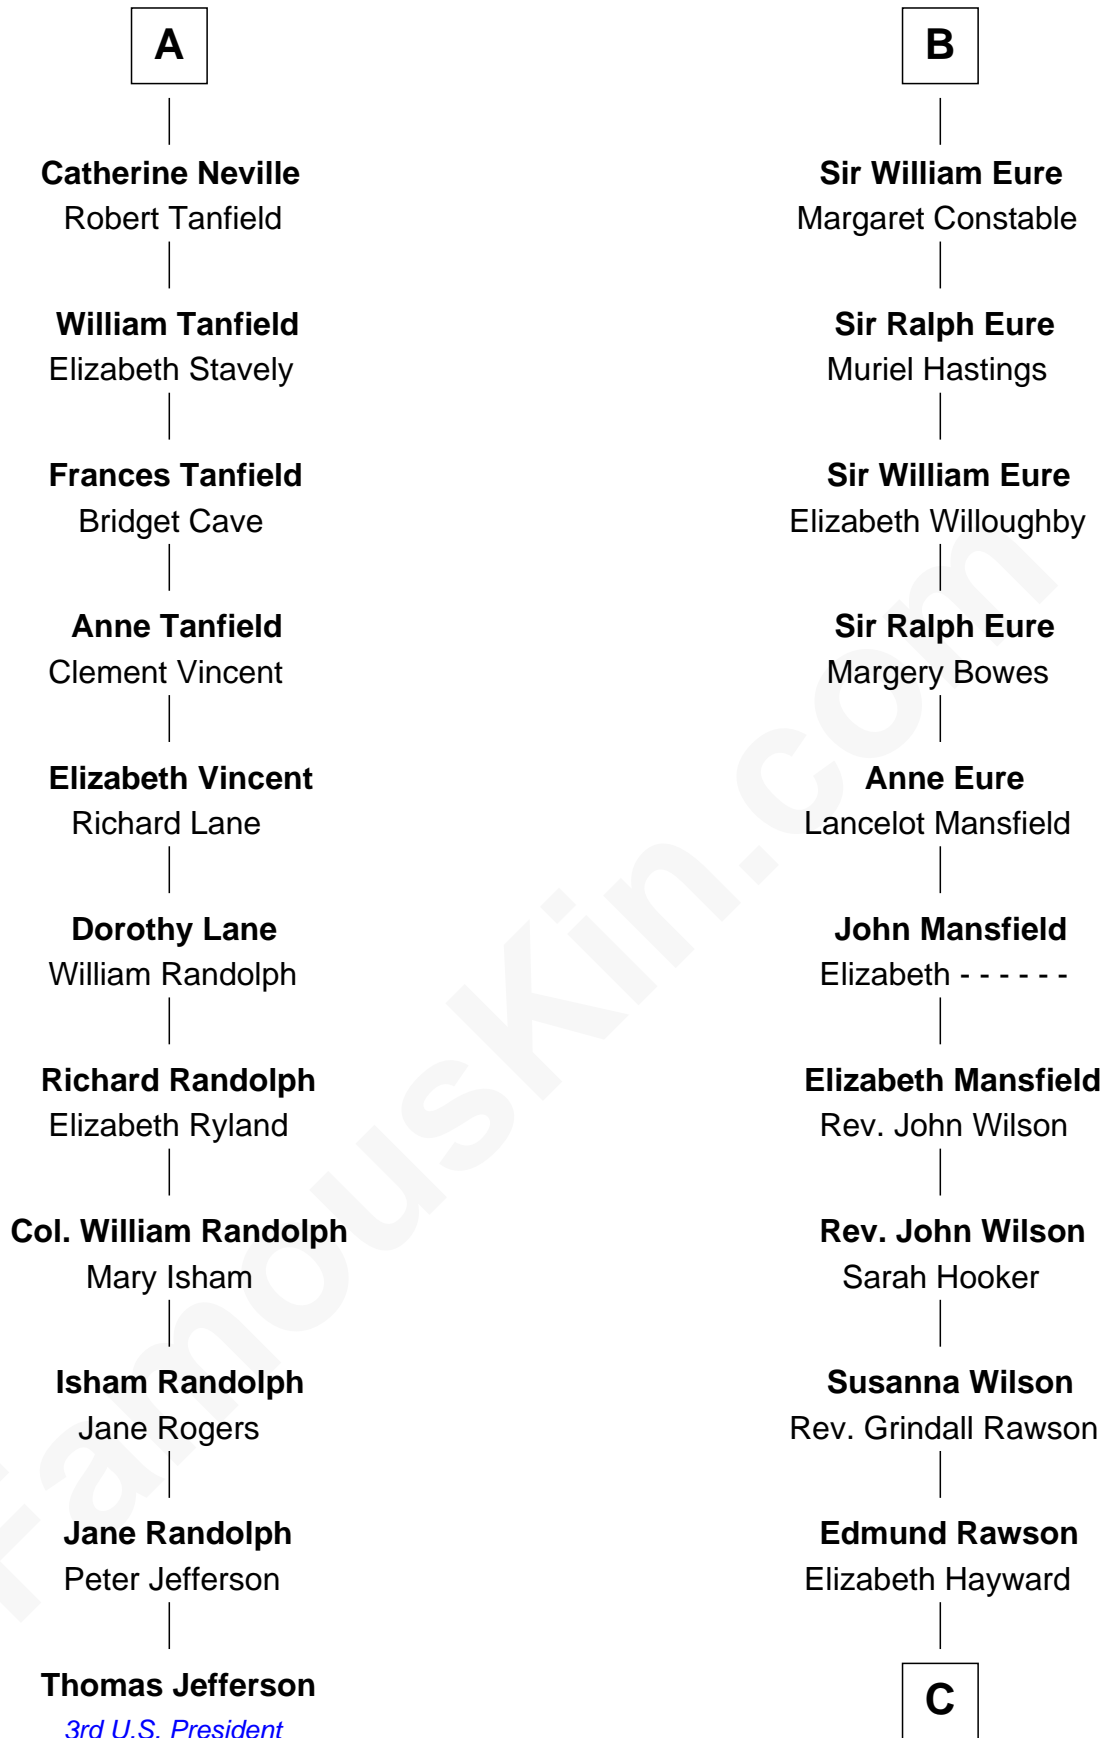 A
Catherine Neville
Robert Tanfield
William Tanfield
Elizabeth Stavely
Frances Tanfield
Bridget Cave
Anne Tanfield
Clement Vincent
Elizabeth Vincent
Richard Lane
Dorothy Lane
William Randolph
Richard Randolph
Elizabeth Ryland
Col. William Randolph
Mary Isham
Isham Randolph
Jane Rogers
Jane Randolph
Peter Jefferson
Thomas Jefferson
3rd U.S. President
B
Sir William Eure
Margaret Constable
Sir Ralph Eure
Muriel Hastings
Sir William Eure
Elizabeth Willoughby
Sir Ralph Eure
Margery Bowes
Anne Eure
Lancelot Mansfield
John Mansfield
Elizabeth - - - - - -
Elizabeth Mansfield
Rev. John Wilson
Rev. John Wilson
Sarah Hooker
Susanna Wilson
Rev. Grindall Rawson
Edmund Rawson
Elizabeth Hayward
C
FamousKin.com